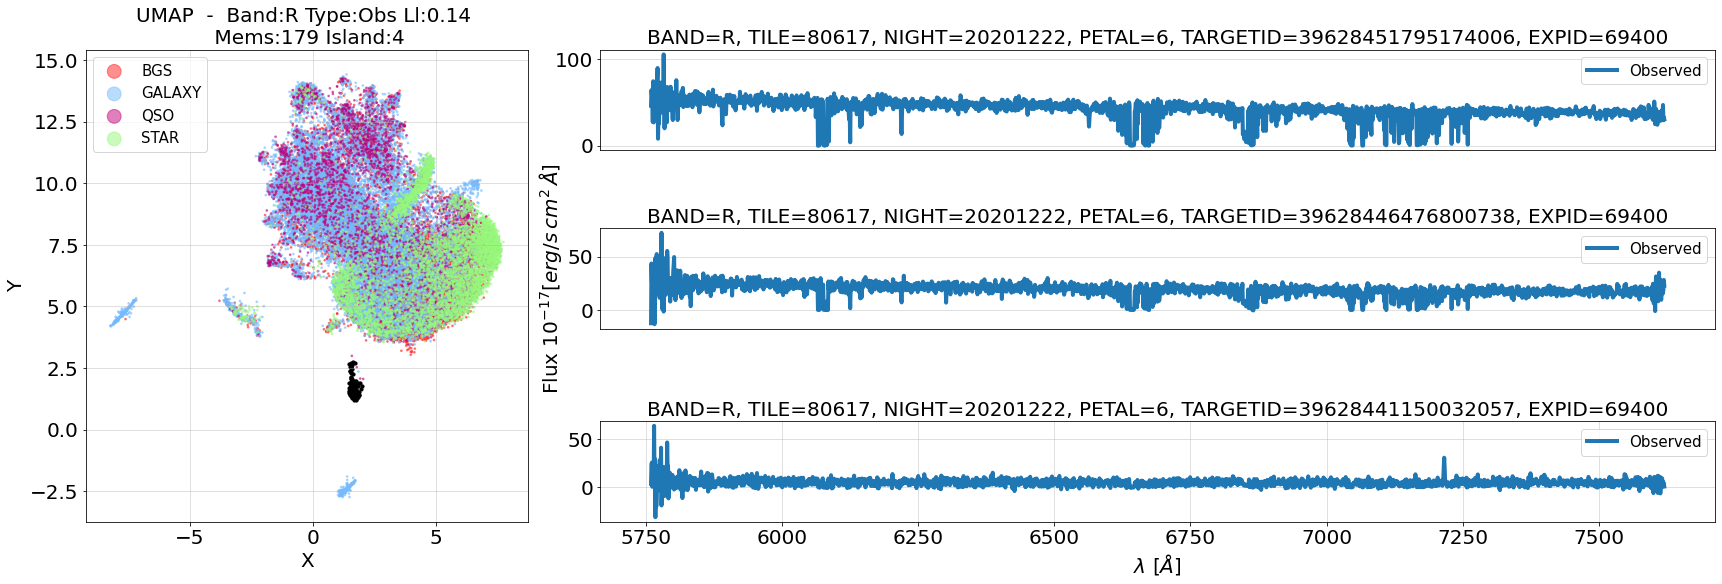 UMAP - Band:R Type:Obs Ll:0.14
Mems:179 Island:4
15.0
12.5
10.0
7.5
5.0
2.5
0.0
−2.5
Y
BGS
GALAXY
QSO
STAR
−5
0
5
X
Flux 10⁻¹⁷[erg/s cm² Å]
BAND=R, TILE=80617, NIGHT=20201222, PETAL=6, TARGETID=39628451795174006, EXPID=69400
100
0
Observed
BAND=R, TILE=80617, NIGHT=20201222, PETAL=6, TARGETID=39628446476800738, EXPID=69400
50
0
Observed
BAND=R, TILE=80617, NIGHT=20201222, PETAL=6, TARGETID=39628441150032057, EXPID=69400
50
0
Observed
5750
6000
6250
6500
6750
7000
7250
7500
λ [Å]